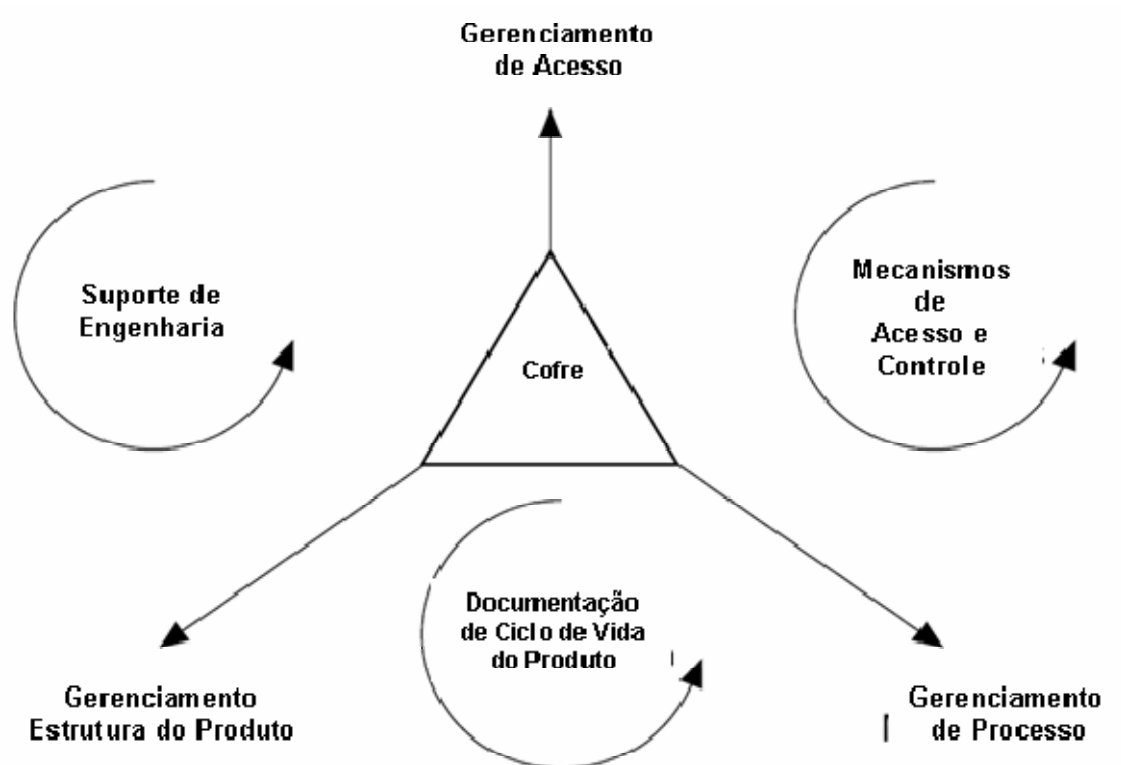 Gerenciamento
de Acesso
Suporte de
Engenharia
Mecanismos
de
Acesso e
Controle
Cofre
Documentação
de Ciclo de Vida
do Produto
Gerenciamento
Estrutura do Produto
Gerenciamento
de Processo